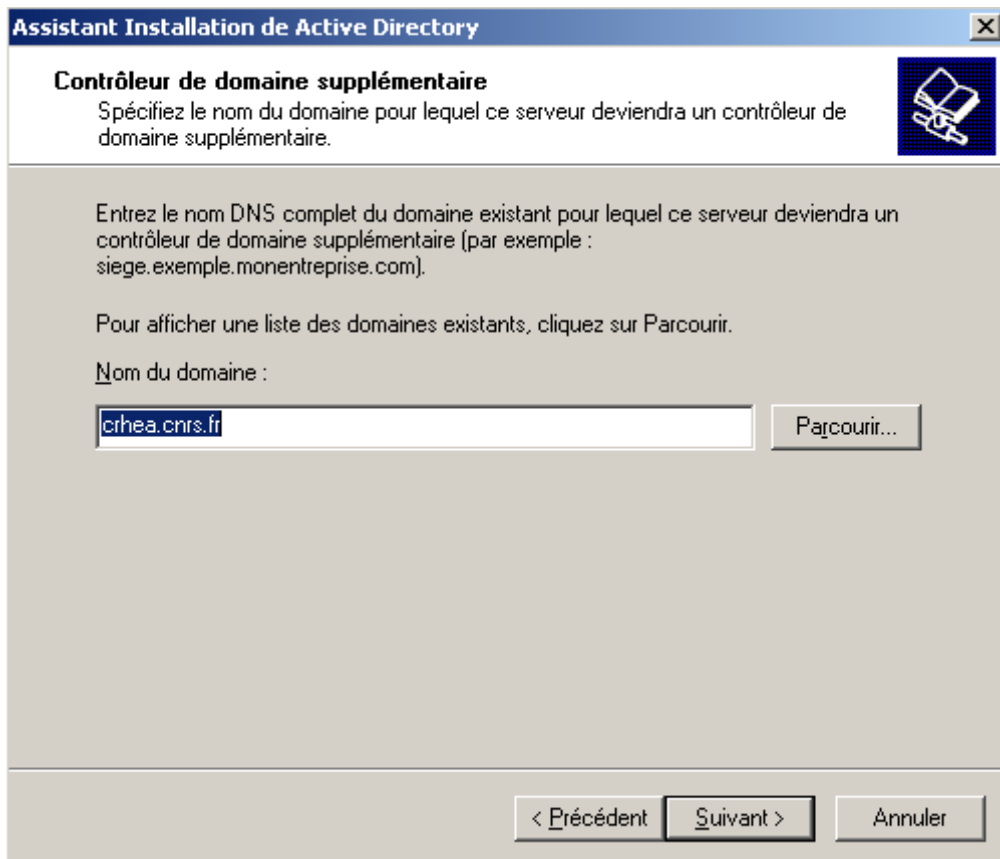 Assistant Installation de Active Directory
Contrôleur de domaine supplémentaire
Spécifiez le nom du domaine pour lequel ce serveur deviendra un contrôleur de
domaine supplémentaire.
Entrez le nom DNS complet du domaine existant pour lequel ce serveur deviendra un
contrôleur de domaine supplémentaire (par exemple :
siege.exemple.monentreprise.com).
Pour afficher une liste des domaines existants, cliquez sur Parcourir.
Nom du domaine :
crhea.cnrs.fr
Parcourir...
< Précédent
Suivant >
Annuler